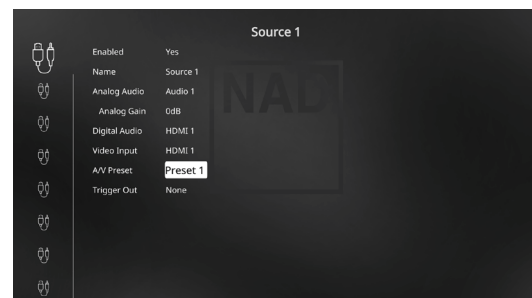 Source 1
Enabled Yes
Name Source 1
Analog Audio Audio 1
Analog Gain 0dB
Digital Audio HDMI 1
Video Input HDMI 1
A/V Preset Preset 1
Trigger Out None
NAD